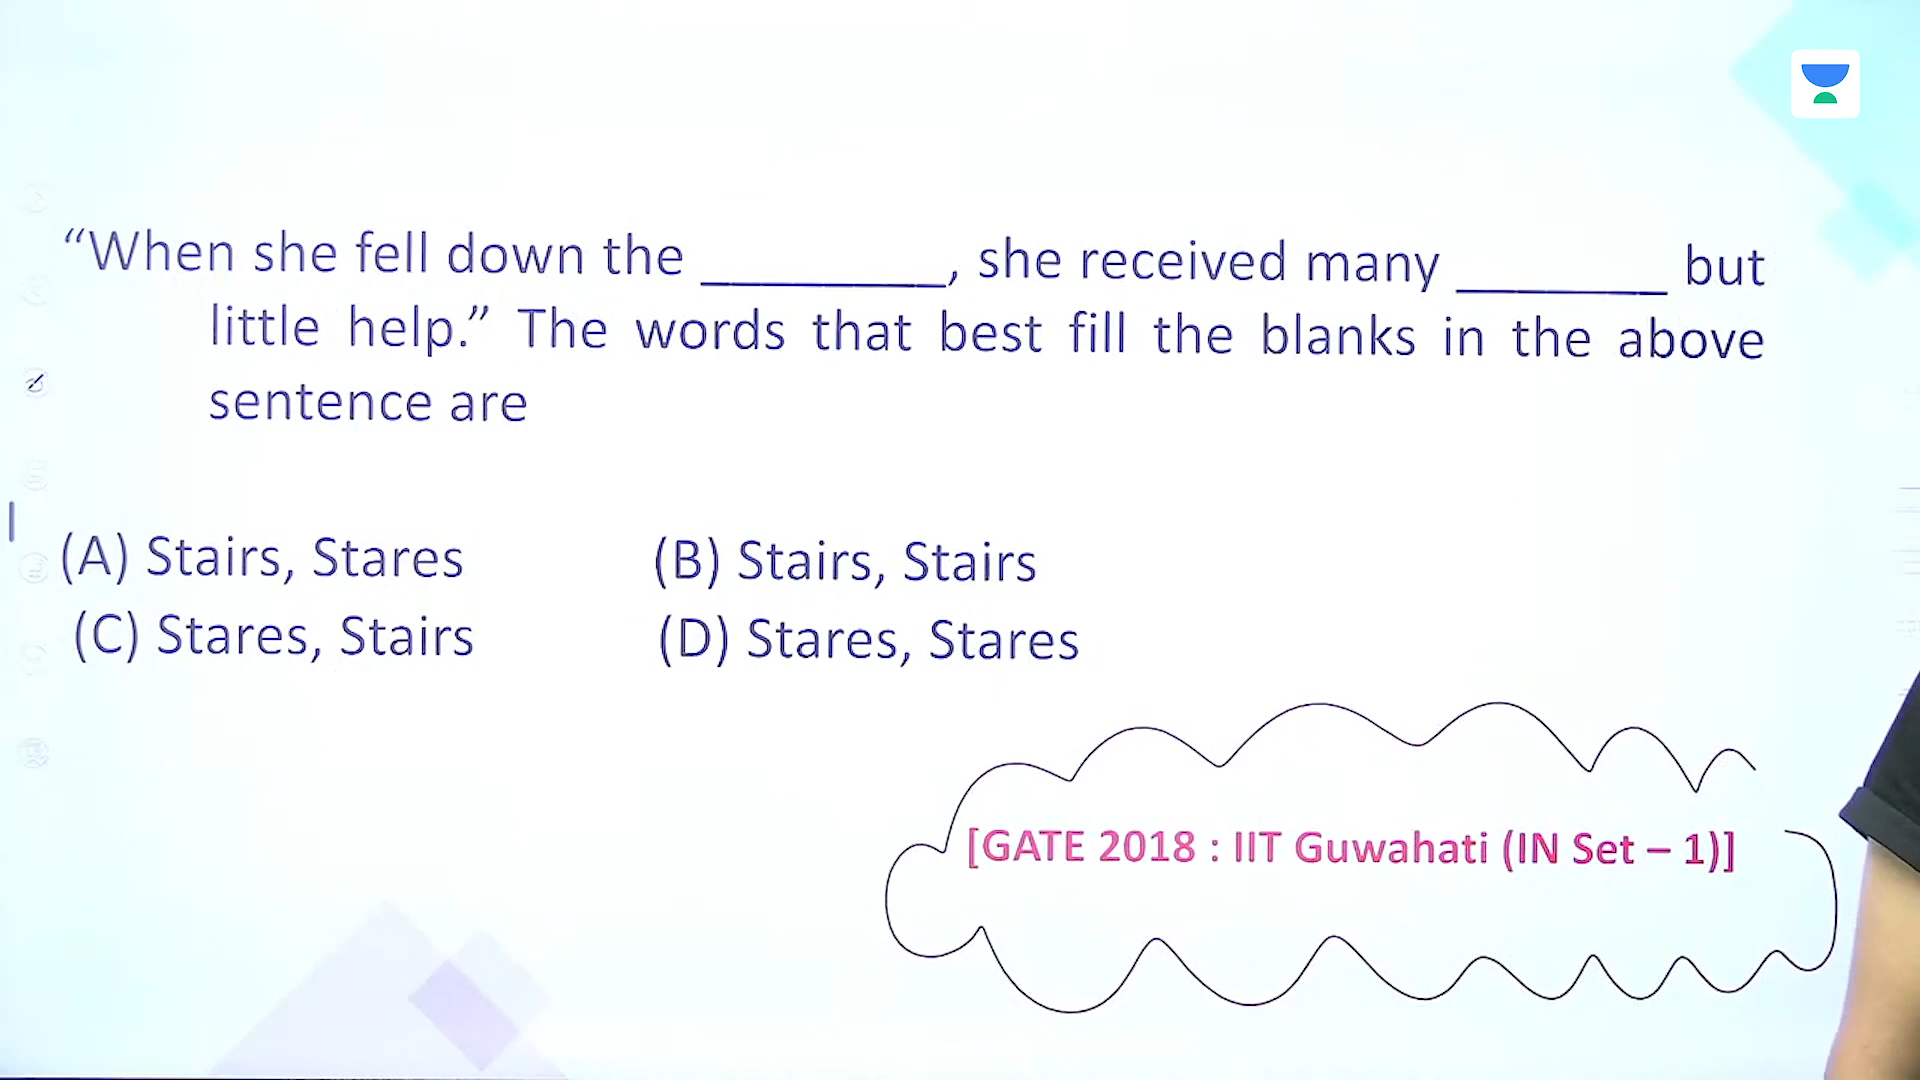 “When she fell down the ________, she received many _______ but
little help.” The words that best fill the blanks in the above
sentence are
(A) Stairs, Stares (B) Stairs, Stairs
(C) Stares, Stairs (D) Stares, Stares
[GATE 2018 : IIT Guwahati (IN Set – 1)]